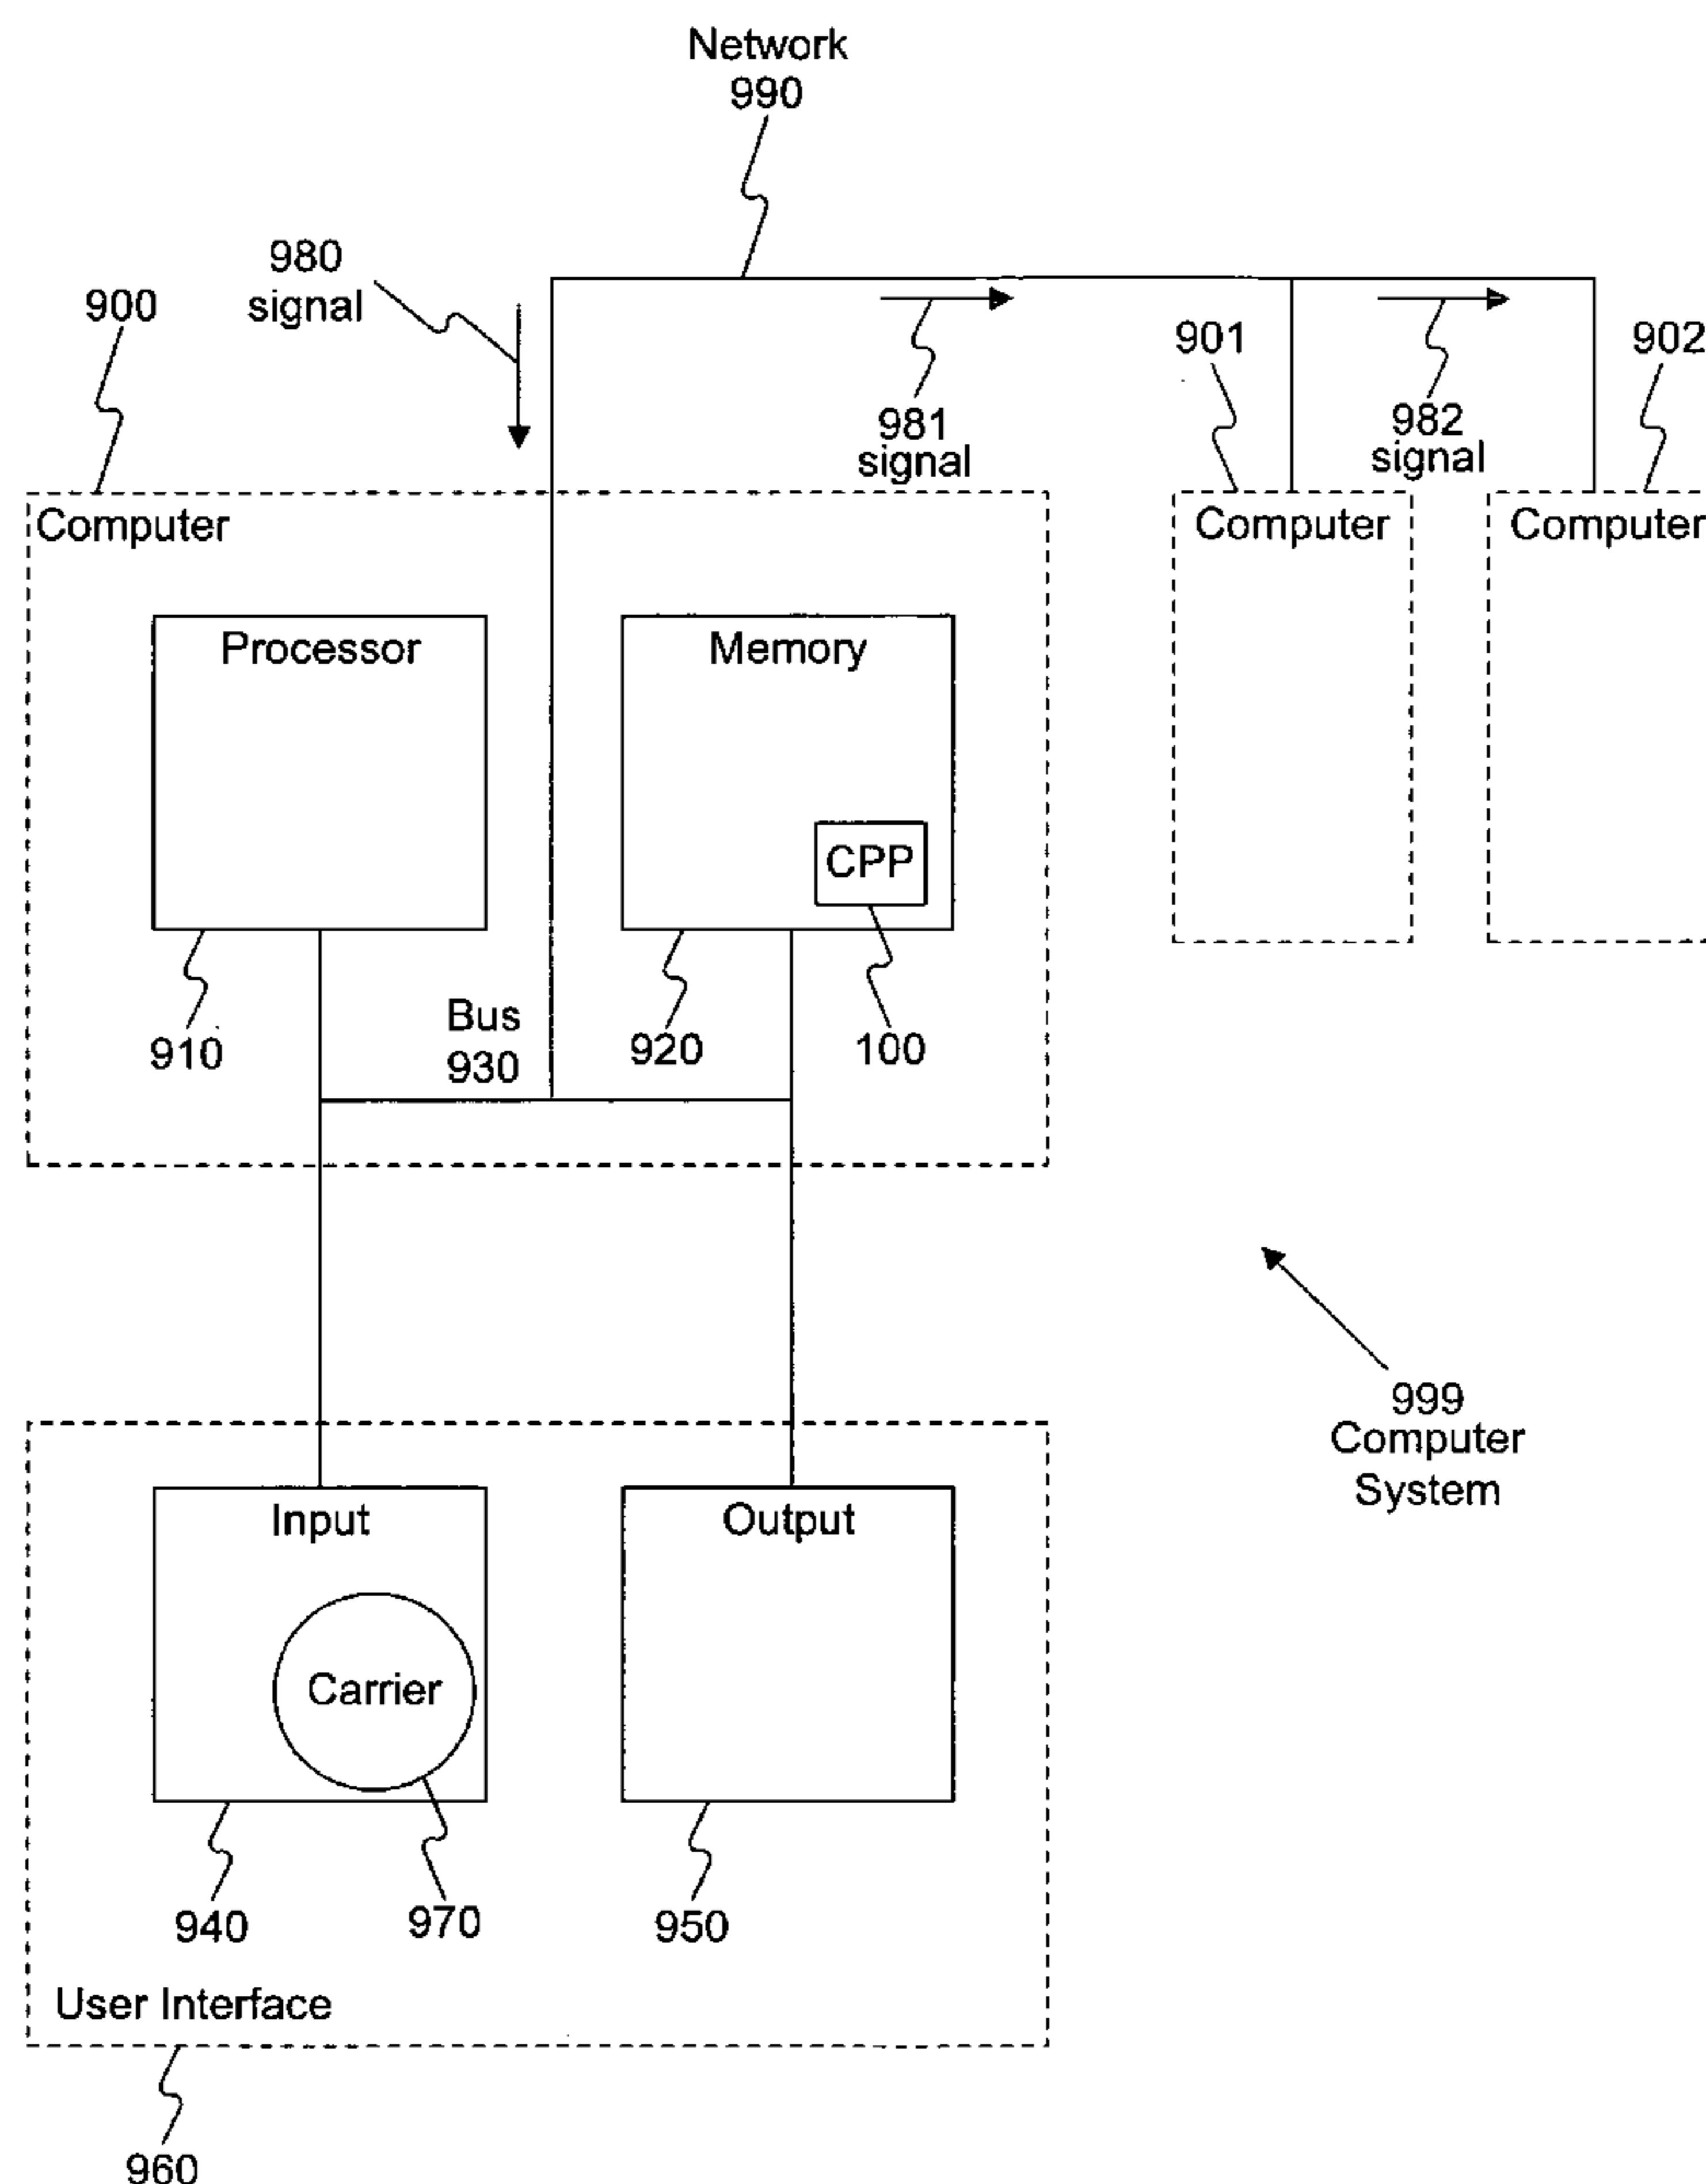 Network
990
980
signal
900
901
902
981
signal
982
signal
Computer
Computer
Computer
Processor
Memory
CPP
910
Bus
930
920
100
999
Computer
System
Input
Output
Carrier
940
970
950
User Interface
960